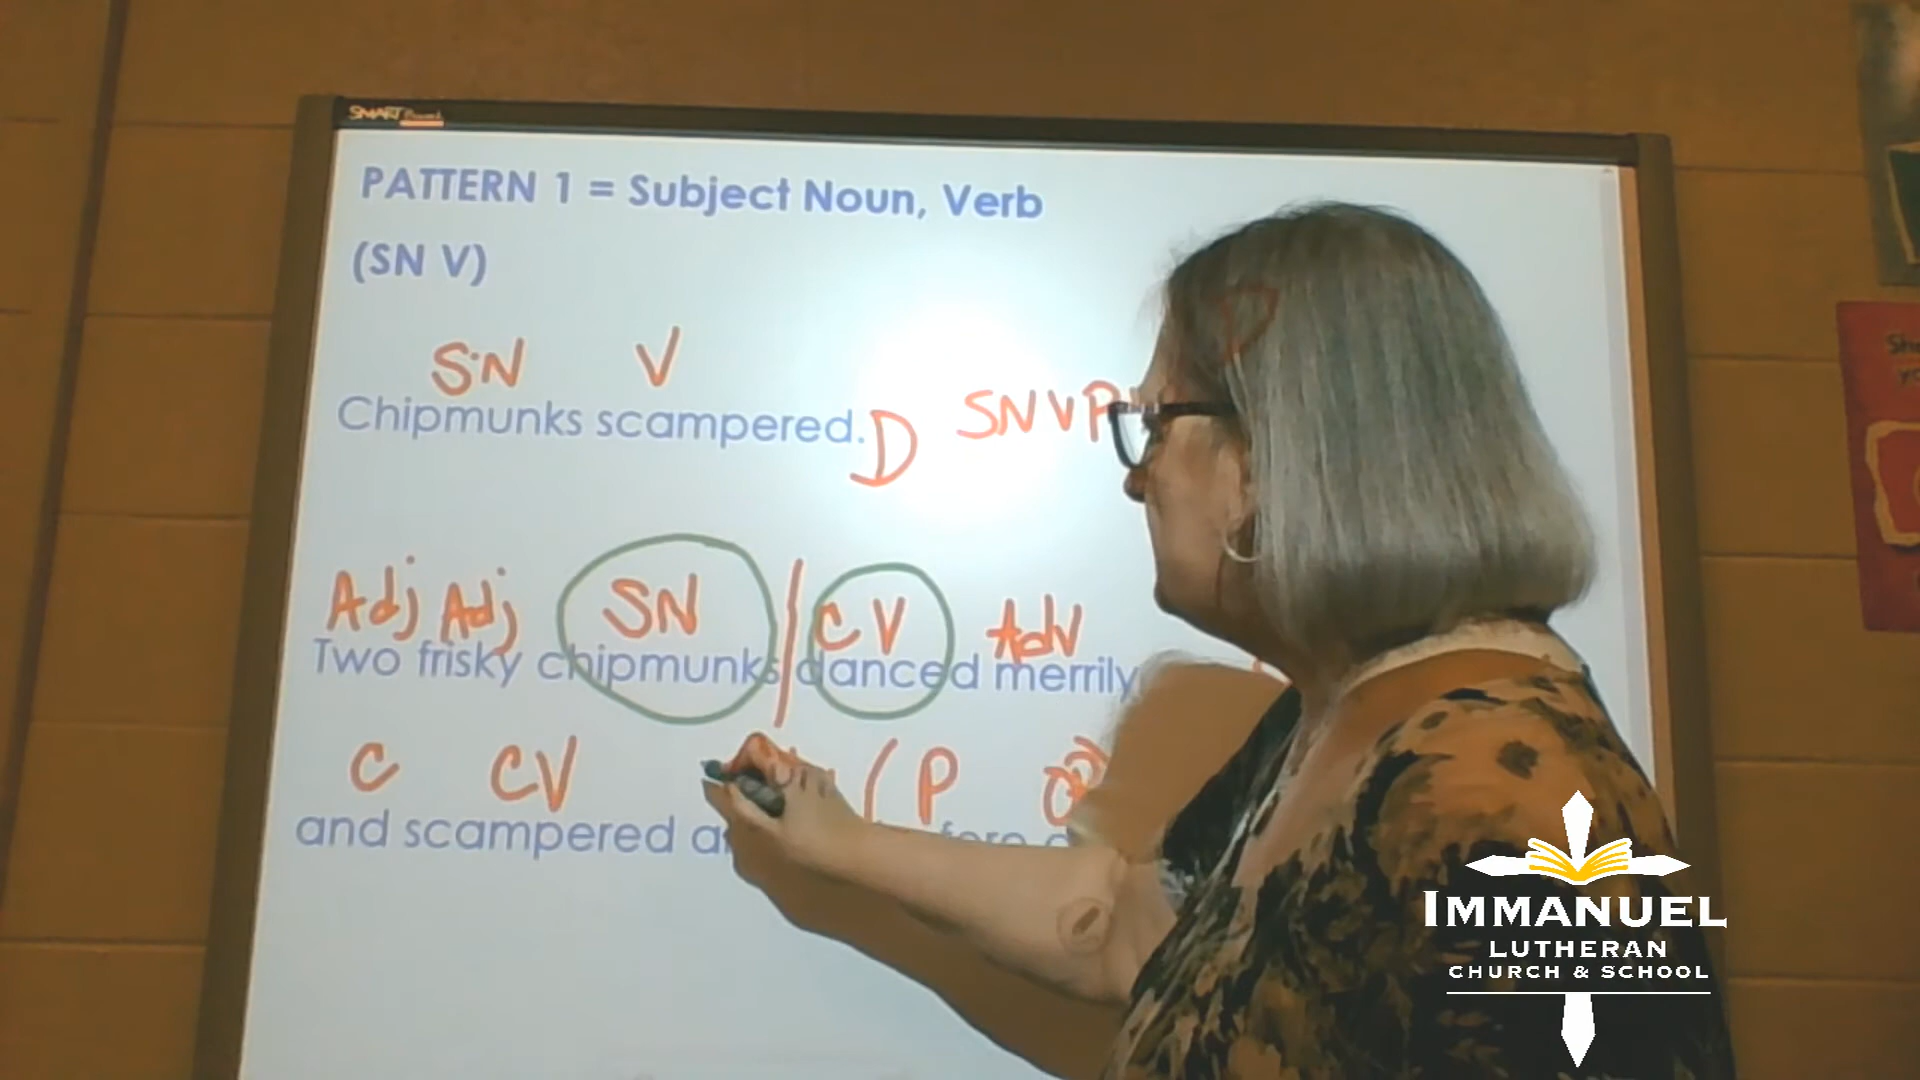 SMART Board
PATTERN 1 = Subject Noun, Verb
(SN V)
SN V
Chipmunks scampered.
D SN V P
Adj Adj SN / CV Adv
Two frisky chipmunks danced merrily
C CV ( P
and scampered
IMMANUEL
LUTHERAN
CHURCH & SCHOOL